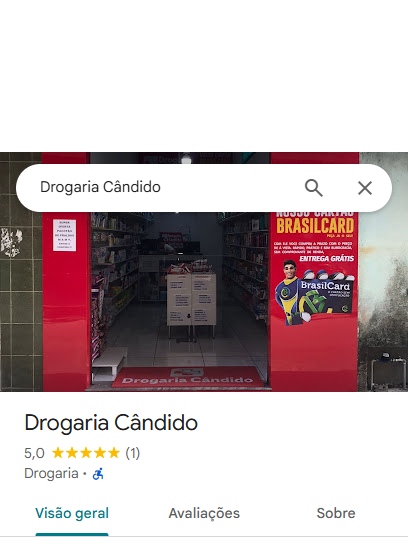 Drogaria Cândido
NOSSO CARTÃO
BRASILCARD
ENTREGA GRÁTIS
BrasilCard
Drogaria Cândido
Drogaria Cândido
5,0 ★★★★★ (1)
Drogaria ·
Visão geral
Avaliações
Sobre